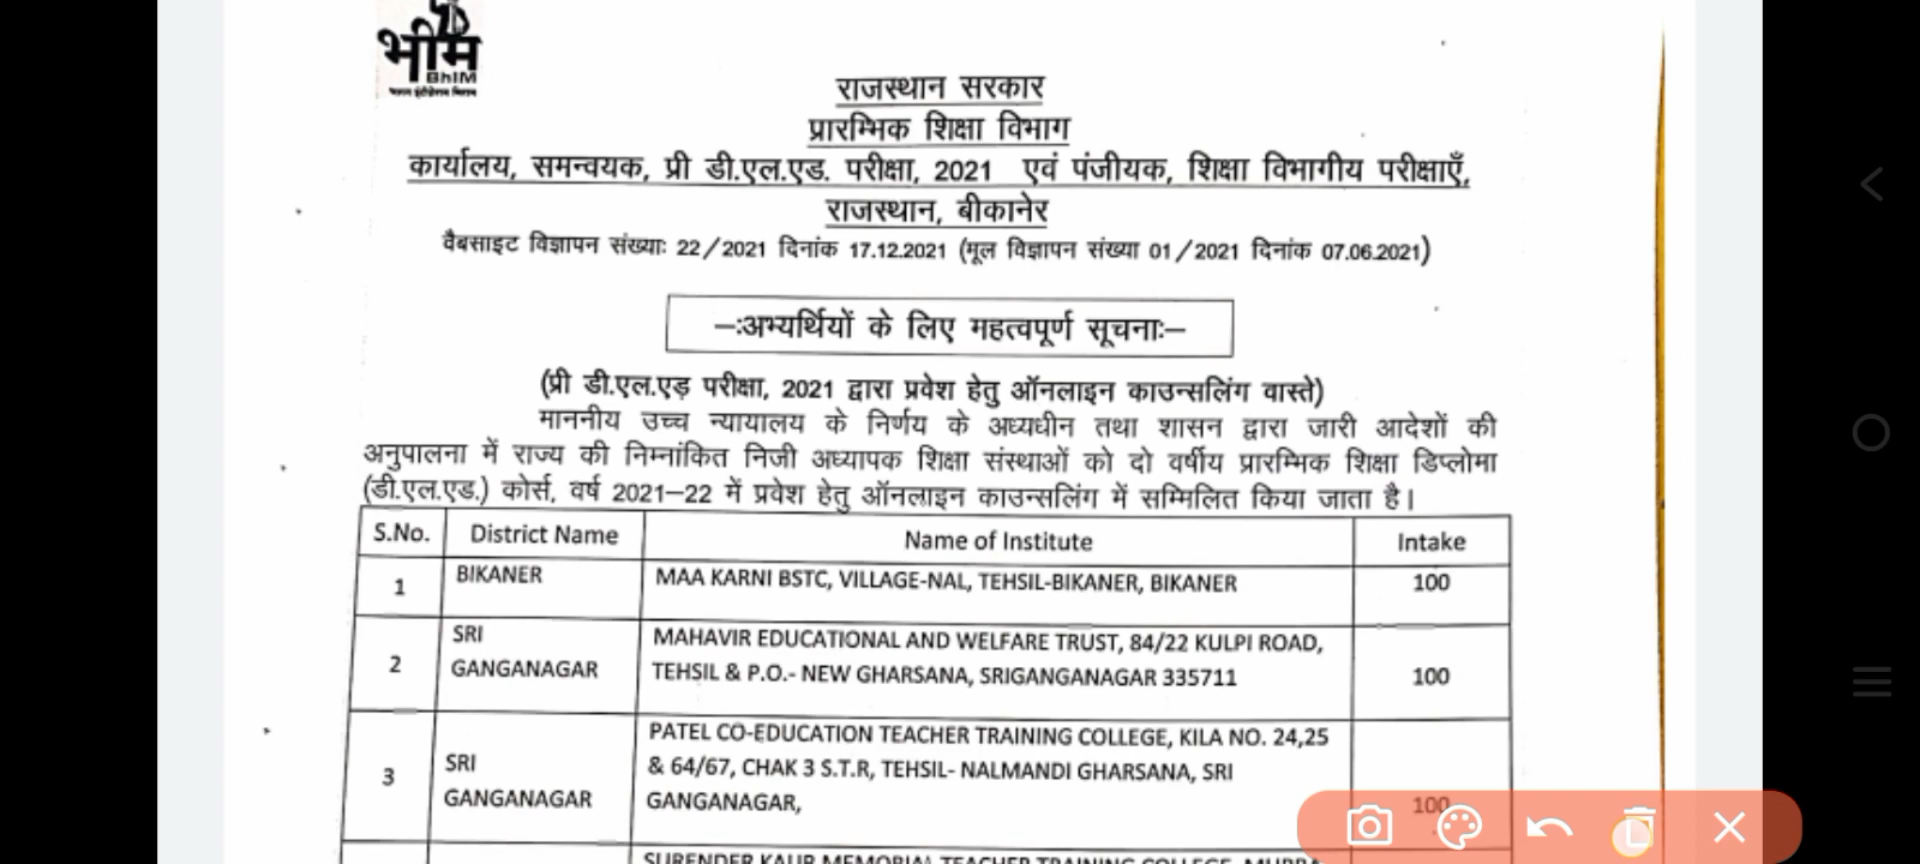 भीम
BHIM
राजस्थान सरकार
प्रारम्भिक शिक्षा विभाग
कार्यालय, समन्वयक, प्री डी.एल.एड. परीक्षा, 2021 एवं पंजीयक, शिक्षा विभागीय परीक्षाएँ,
राजस्थान, बीकानेर
वैबसाइट विज्ञापन संख्याः 22/2021 दिनांक 17.12.2021 (मूल विज्ञापन संख्या 01/2021 दिनांक 07.06.2021)
–:अभ्यर्थियों के लिए महत्वपूर्ण सूचनाः–
(प्री डी.एल.एड़ परीक्षा, 2021 द्वारा प्रवेश हेतु ऑनलाइन काउन्सलिंग वास्ते)
माननीय उच्च न्यायालय के निर्णय के अध्यधीन तथा शासन द्वारा जारी आदेशों की
अनुपालना में राज्य की निम्नांकित निजी अध्यापक शिक्षा संस्थाओं को दो वर्षीय प्रारम्भिक शिक्षा डिप्लोमा
(डी.एल.एड.) कोर्स, वर्ष 2021–22 में प्रवेश हेतु ऑनलाइन काउन्सलिंग में सम्मिलित किया जाता है।
S.No. District Name Name of Institute Intake
1 BIKANER MAA KARNI BSTC, VILLAGE-NAL, TEHSIL-BIKANER, BIKANER 100
2 SRI GANGANAGAR MAHAVIR EDUCATIONAL AND WELFARE TRUST, 84/22 KULPI ROAD,
TEHSIL & P.O.- NEW GHARSANA, SRIGANGANAGAR 335711 100
3 SRI GANGANAGAR PATEL CO-EDUCATION TEACHER TRAINING COLLEGE, KILA NO. 24,25
& 64/67, CHAK 3 S.T.R, TEHSIL- NALMANDI GHARSANA, SRI
GANGANAGAR, 100
SURENDER KAUR MEMORIAL TEACHER TRAINING COLLEGE,